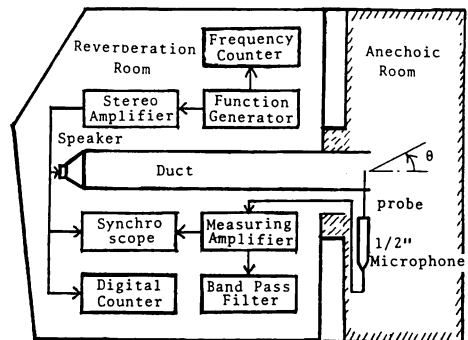 Reverberation
Room
Frequency
Counter
Anechoic
Room
Stereo
Amplifier
Function
Generator
Speaker
Duct
θ
probe
Synchro
scope
Measuring
Amplifier
1/2"
Microphone
Digital
Counter
Band Pass
Filter